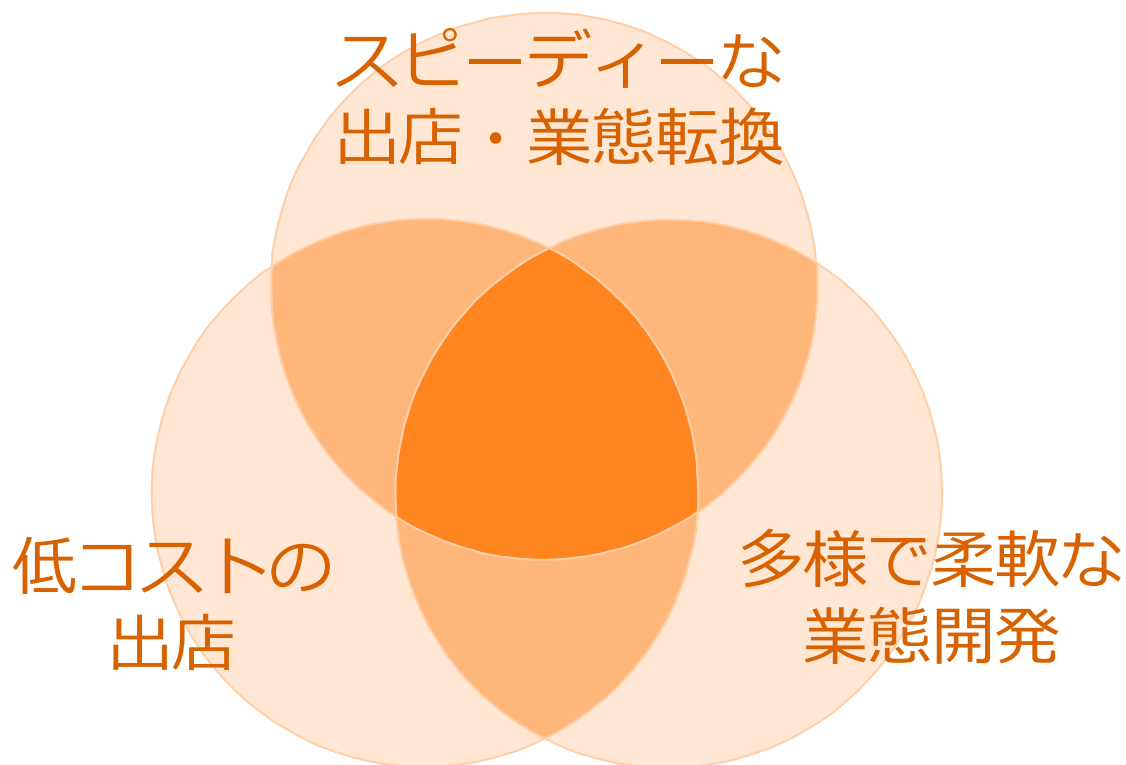 スピーディーな
出店・業態転換
低コストの
出店
多様で柔軟な
業態開発